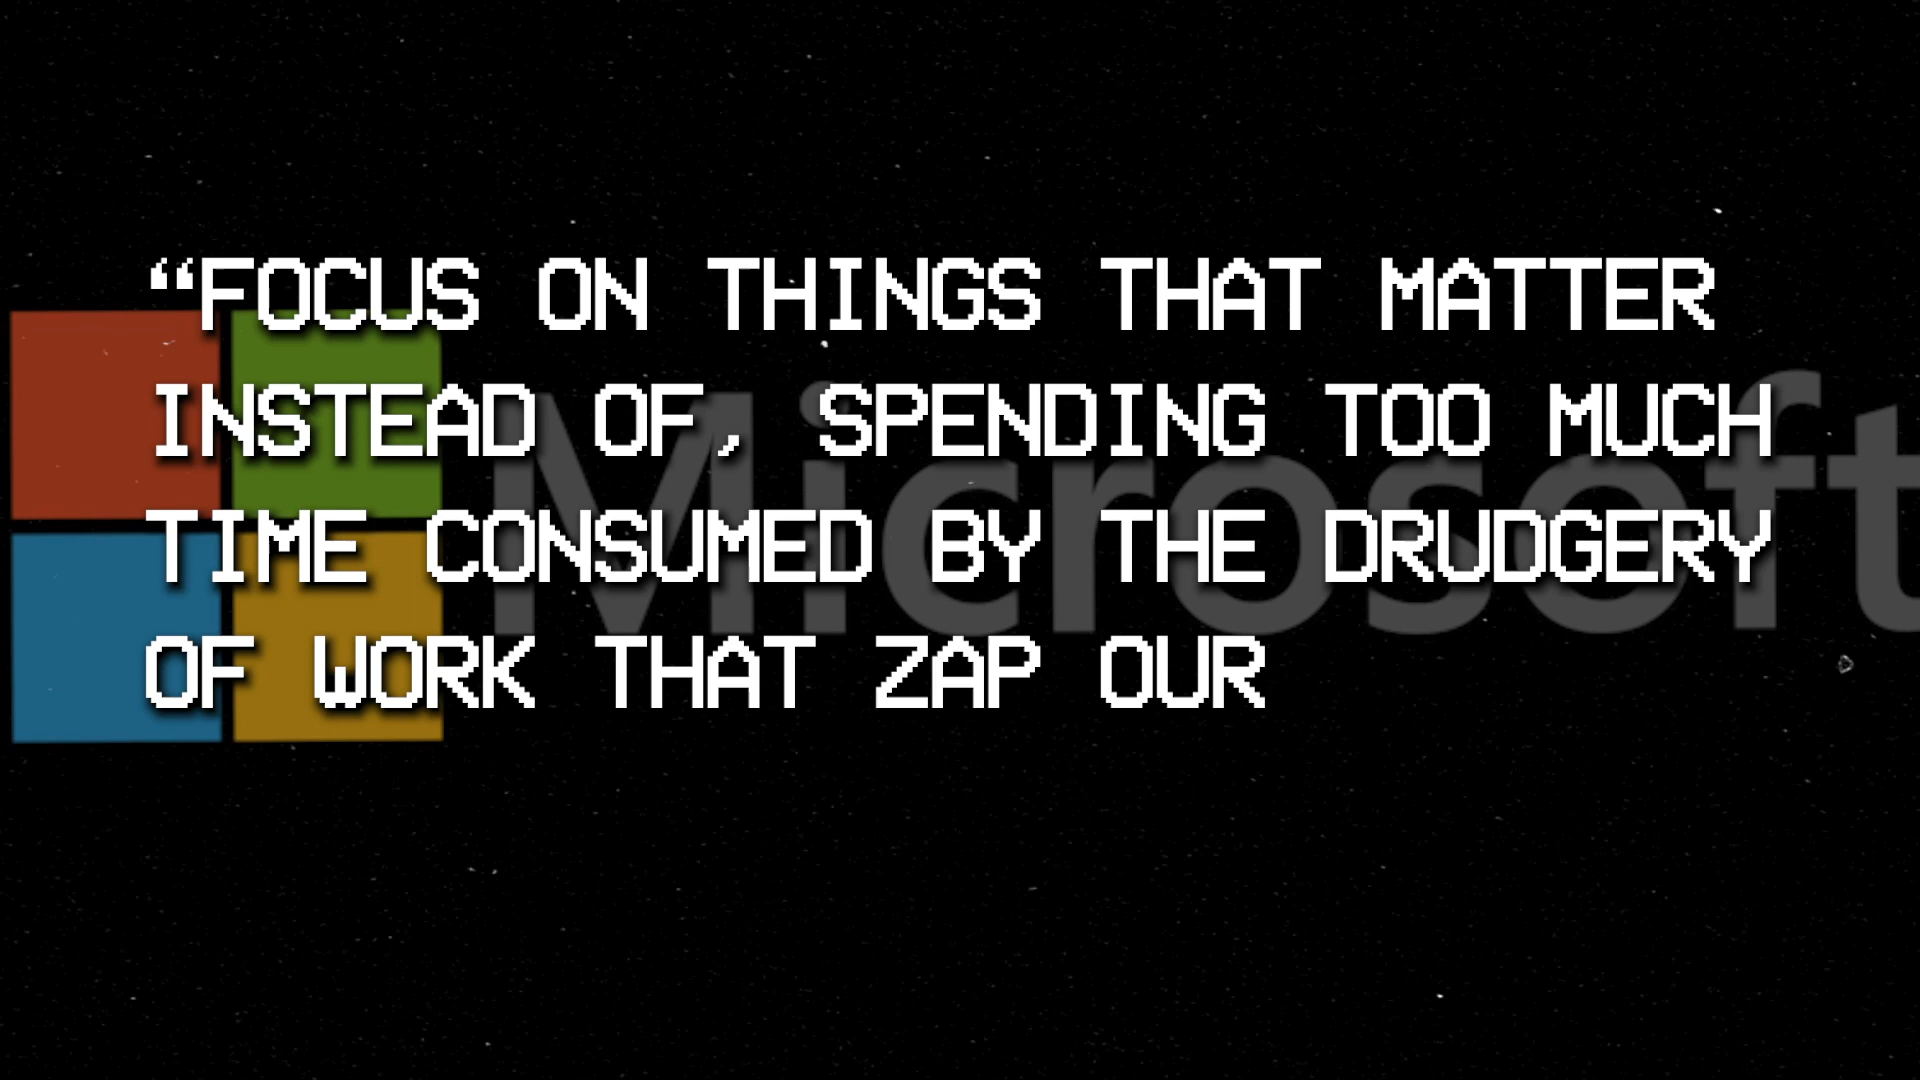 “FOCUS ON THINGS THAT MATTER
INSTEAD OF, SPENDING TOO MUCH
TIME CONSUMED BY THE DRUDGERY
OF WORK THAT ZAP OUR
Microsoft